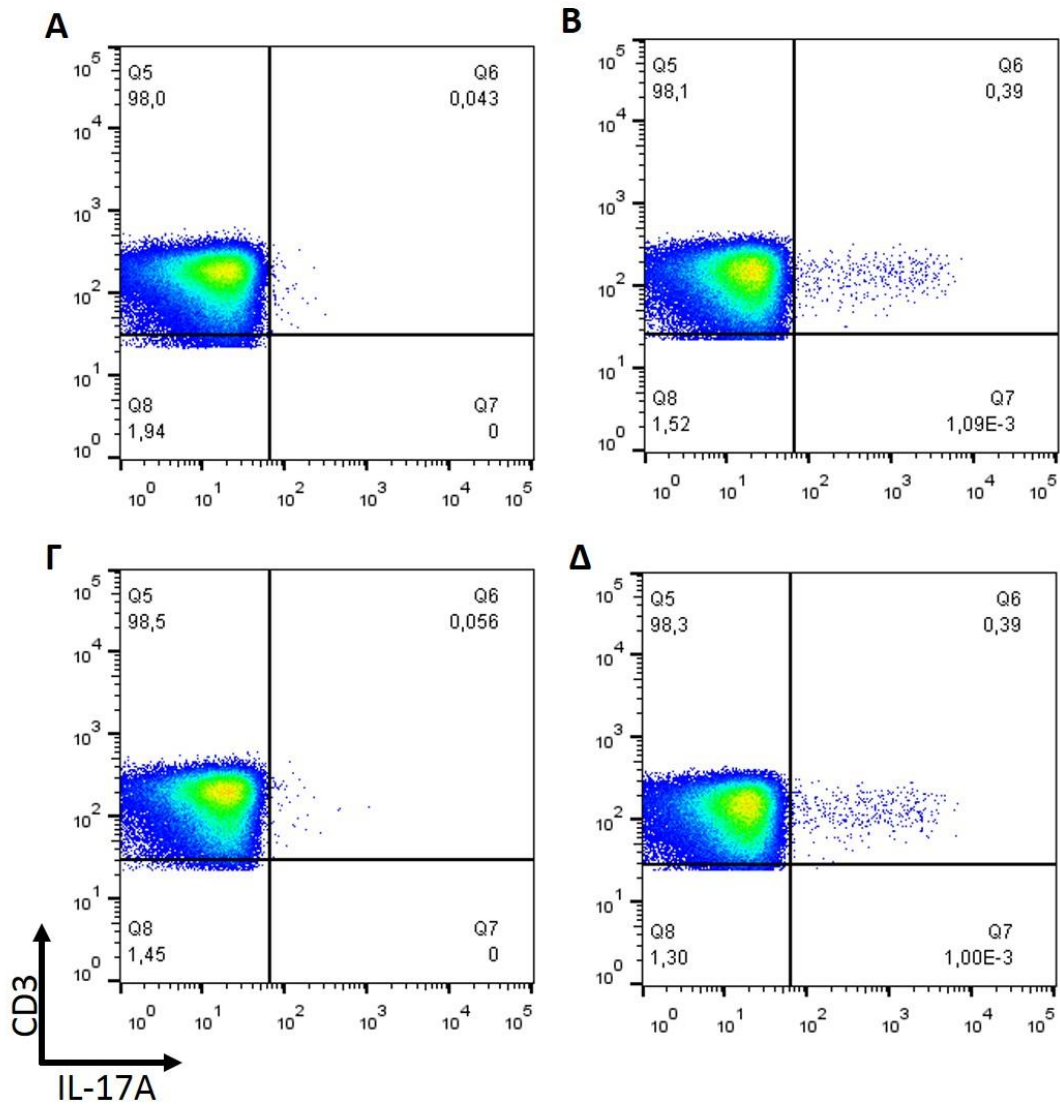 A
B
10^5
Q5
Q6
98,0
0,043
10^4
10^3
10^2
10^1
Q8
Q7
1,94
0
10^0
10^0 10^1 10^2 10^3 10^4 10^5
10^5
Q5
Q6
98,1
0,39
10^4
10^3
10^2
10^1
Q8
Q7
1,52
1,09E-3
10^0
10^0 10^1 10^2 10^3 10^4 10^5
Γ
Δ
10^5
Q5
Q6
98,5
0,056
10^4
10^3
10^2
10^1
Q8
Q7
1,45
0
10^0
10^0 10^1 10^2 10^3 10^4 10^5
10^5
Q5
Q6
98,3
0,39
10^4
10^3
10^2
10^1
Q8
Q7
1,30
1,00E-3
10^0
10^0 10^1 10^2 10^3 10^4 10^5
CD3
IL-17A